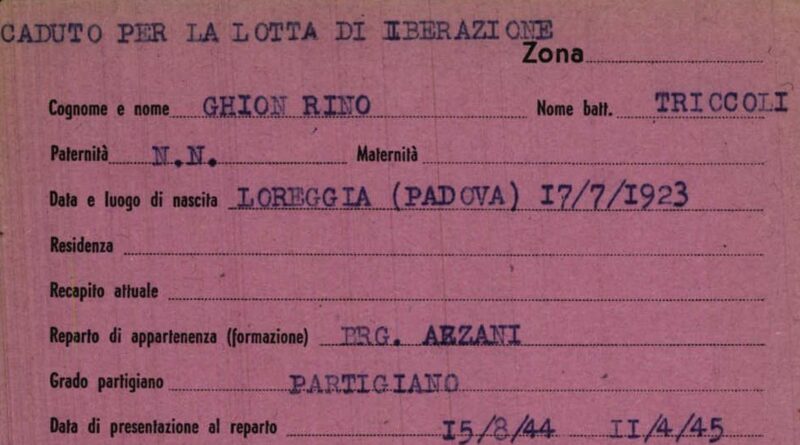 CADUTO PER LA LOTTA DI IIBERAZIONE
Zona
Cognome e nome GHION RINO Nome batt. TRICCOLI
Paternità N.N. Maternità
Data e luogo di nascita LOREGGIA (PADOVA) 17/7/1923
Residenza
Recapito attuale
Reparto di appartenenza (formazione) BRG. ARZANI
Grado partigiano PARTIGIANO
Data di presentazione al reparto 15/8/44 11/4/45